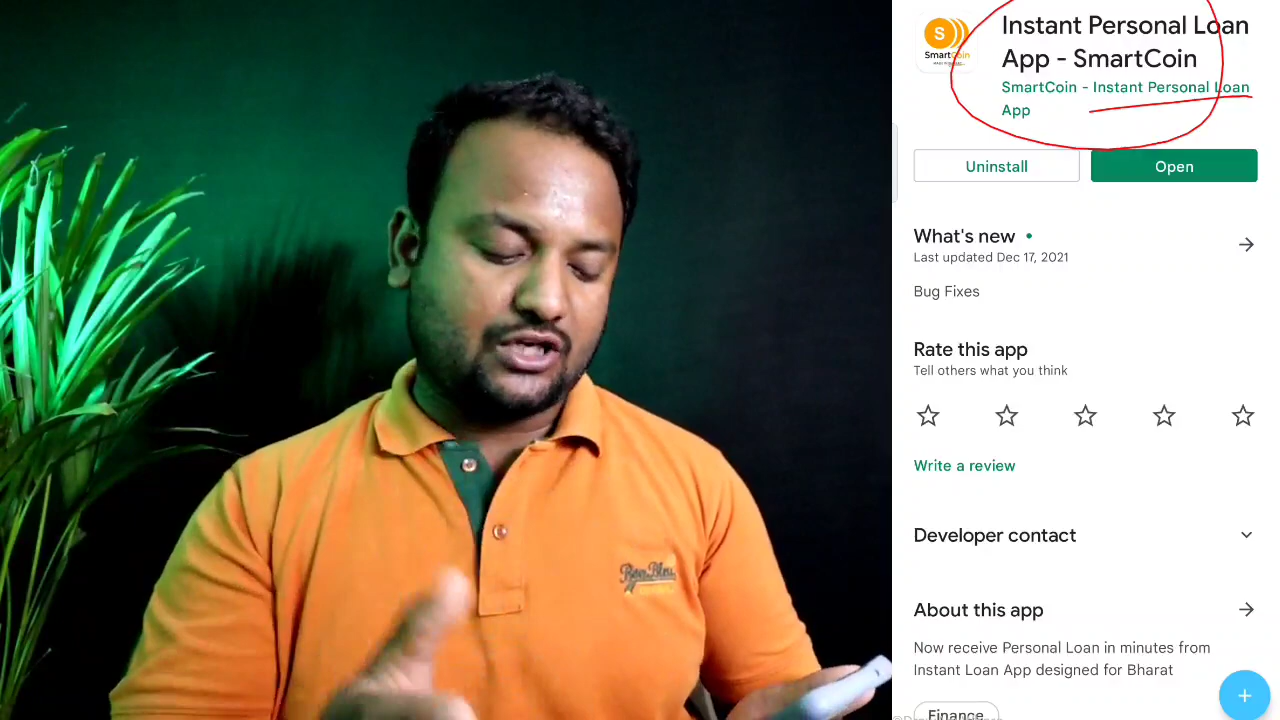 Instant Personal Loan
App - SmartCoin
SmartCoin - Instant Personal Loan
App
S
SmartCoin
Uninstall
Open
What's new
Last updated Dec 17, 2021
Bug Fixes
Rate this app
Tell others what you think
Write a review
Developer contact
About this app
Now receive Personal Loan in minutes from
Instant Loan App designed for Bharat
Finance